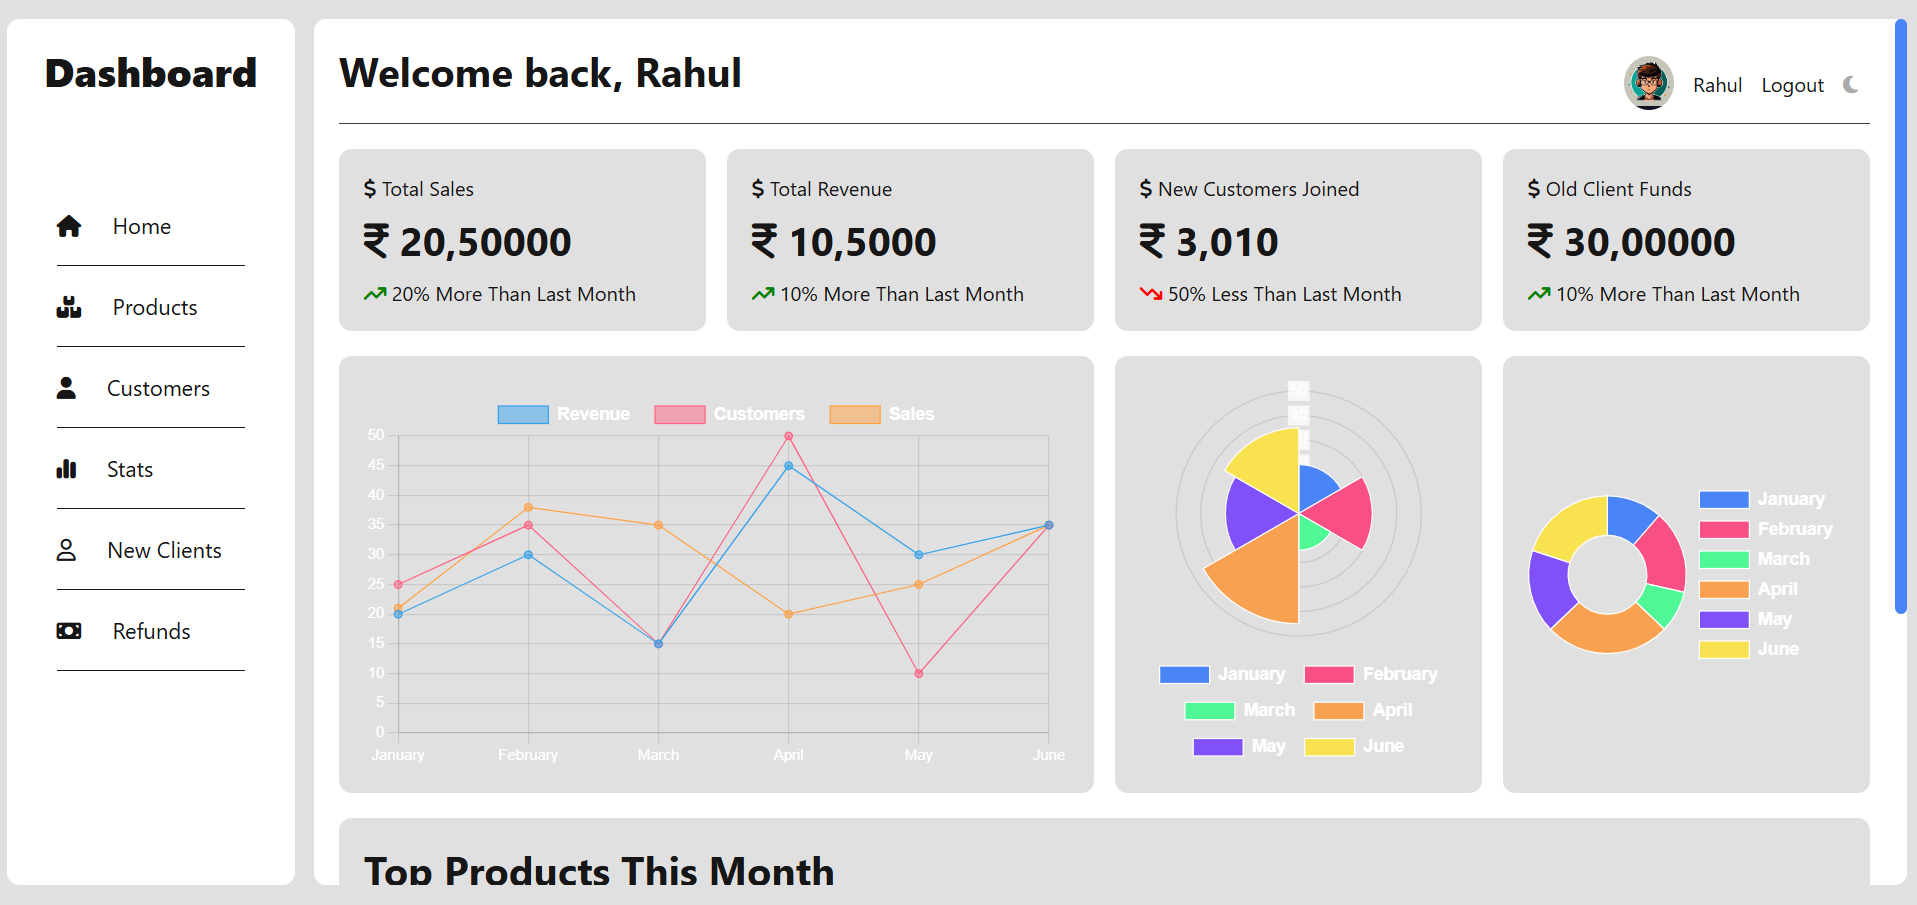 Dashboard
Home
Products
Customers
Stats
New Clients
Refunds
Welcome back, Rahul
Rahul Logout
$ Total Sales
₹ 20,50000
20% More Than Last Month
$ Total Revenue
₹ 10,5000
10% More Than Last Month
$ New Customers Joined
₹ 3,010
50% Less Than Last Month
$ Old Client Funds
₹ 30,00000
10% More Than Last Month
Revenue Customers Sales
50
45
40
35
30
25
20
15
10
5
0
January February March April May June
50
40
January February
March April
May June
January
February
March
April
May
June
Top Products This Month